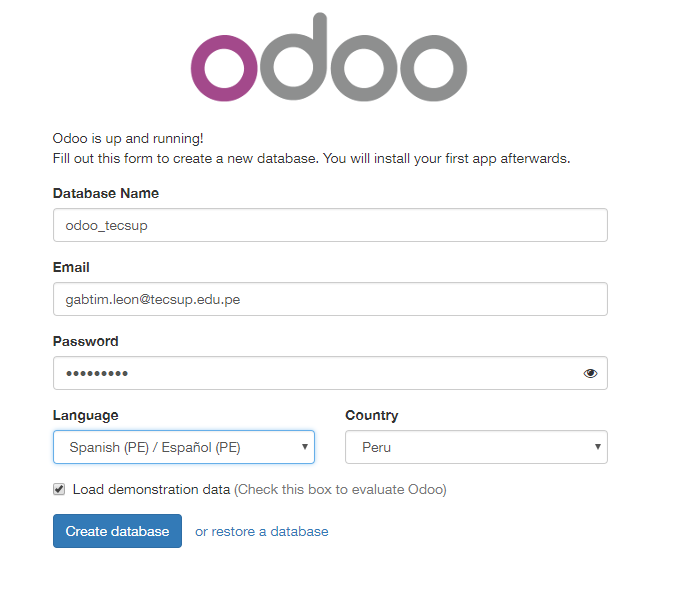 odoo
Odoo is up and running!
Fill out this form to create a new database. You will install your first app afterwards.
Database Name
odoo_tecsup
Email
gabtim.leon@tecsup.edu.pe
Password
•••••••••
Language
Country
Spanish (PE) / Español (PE)
Peru
Load demonstration data (Check this box to evaluate Odoo)
Create database
or restore a database